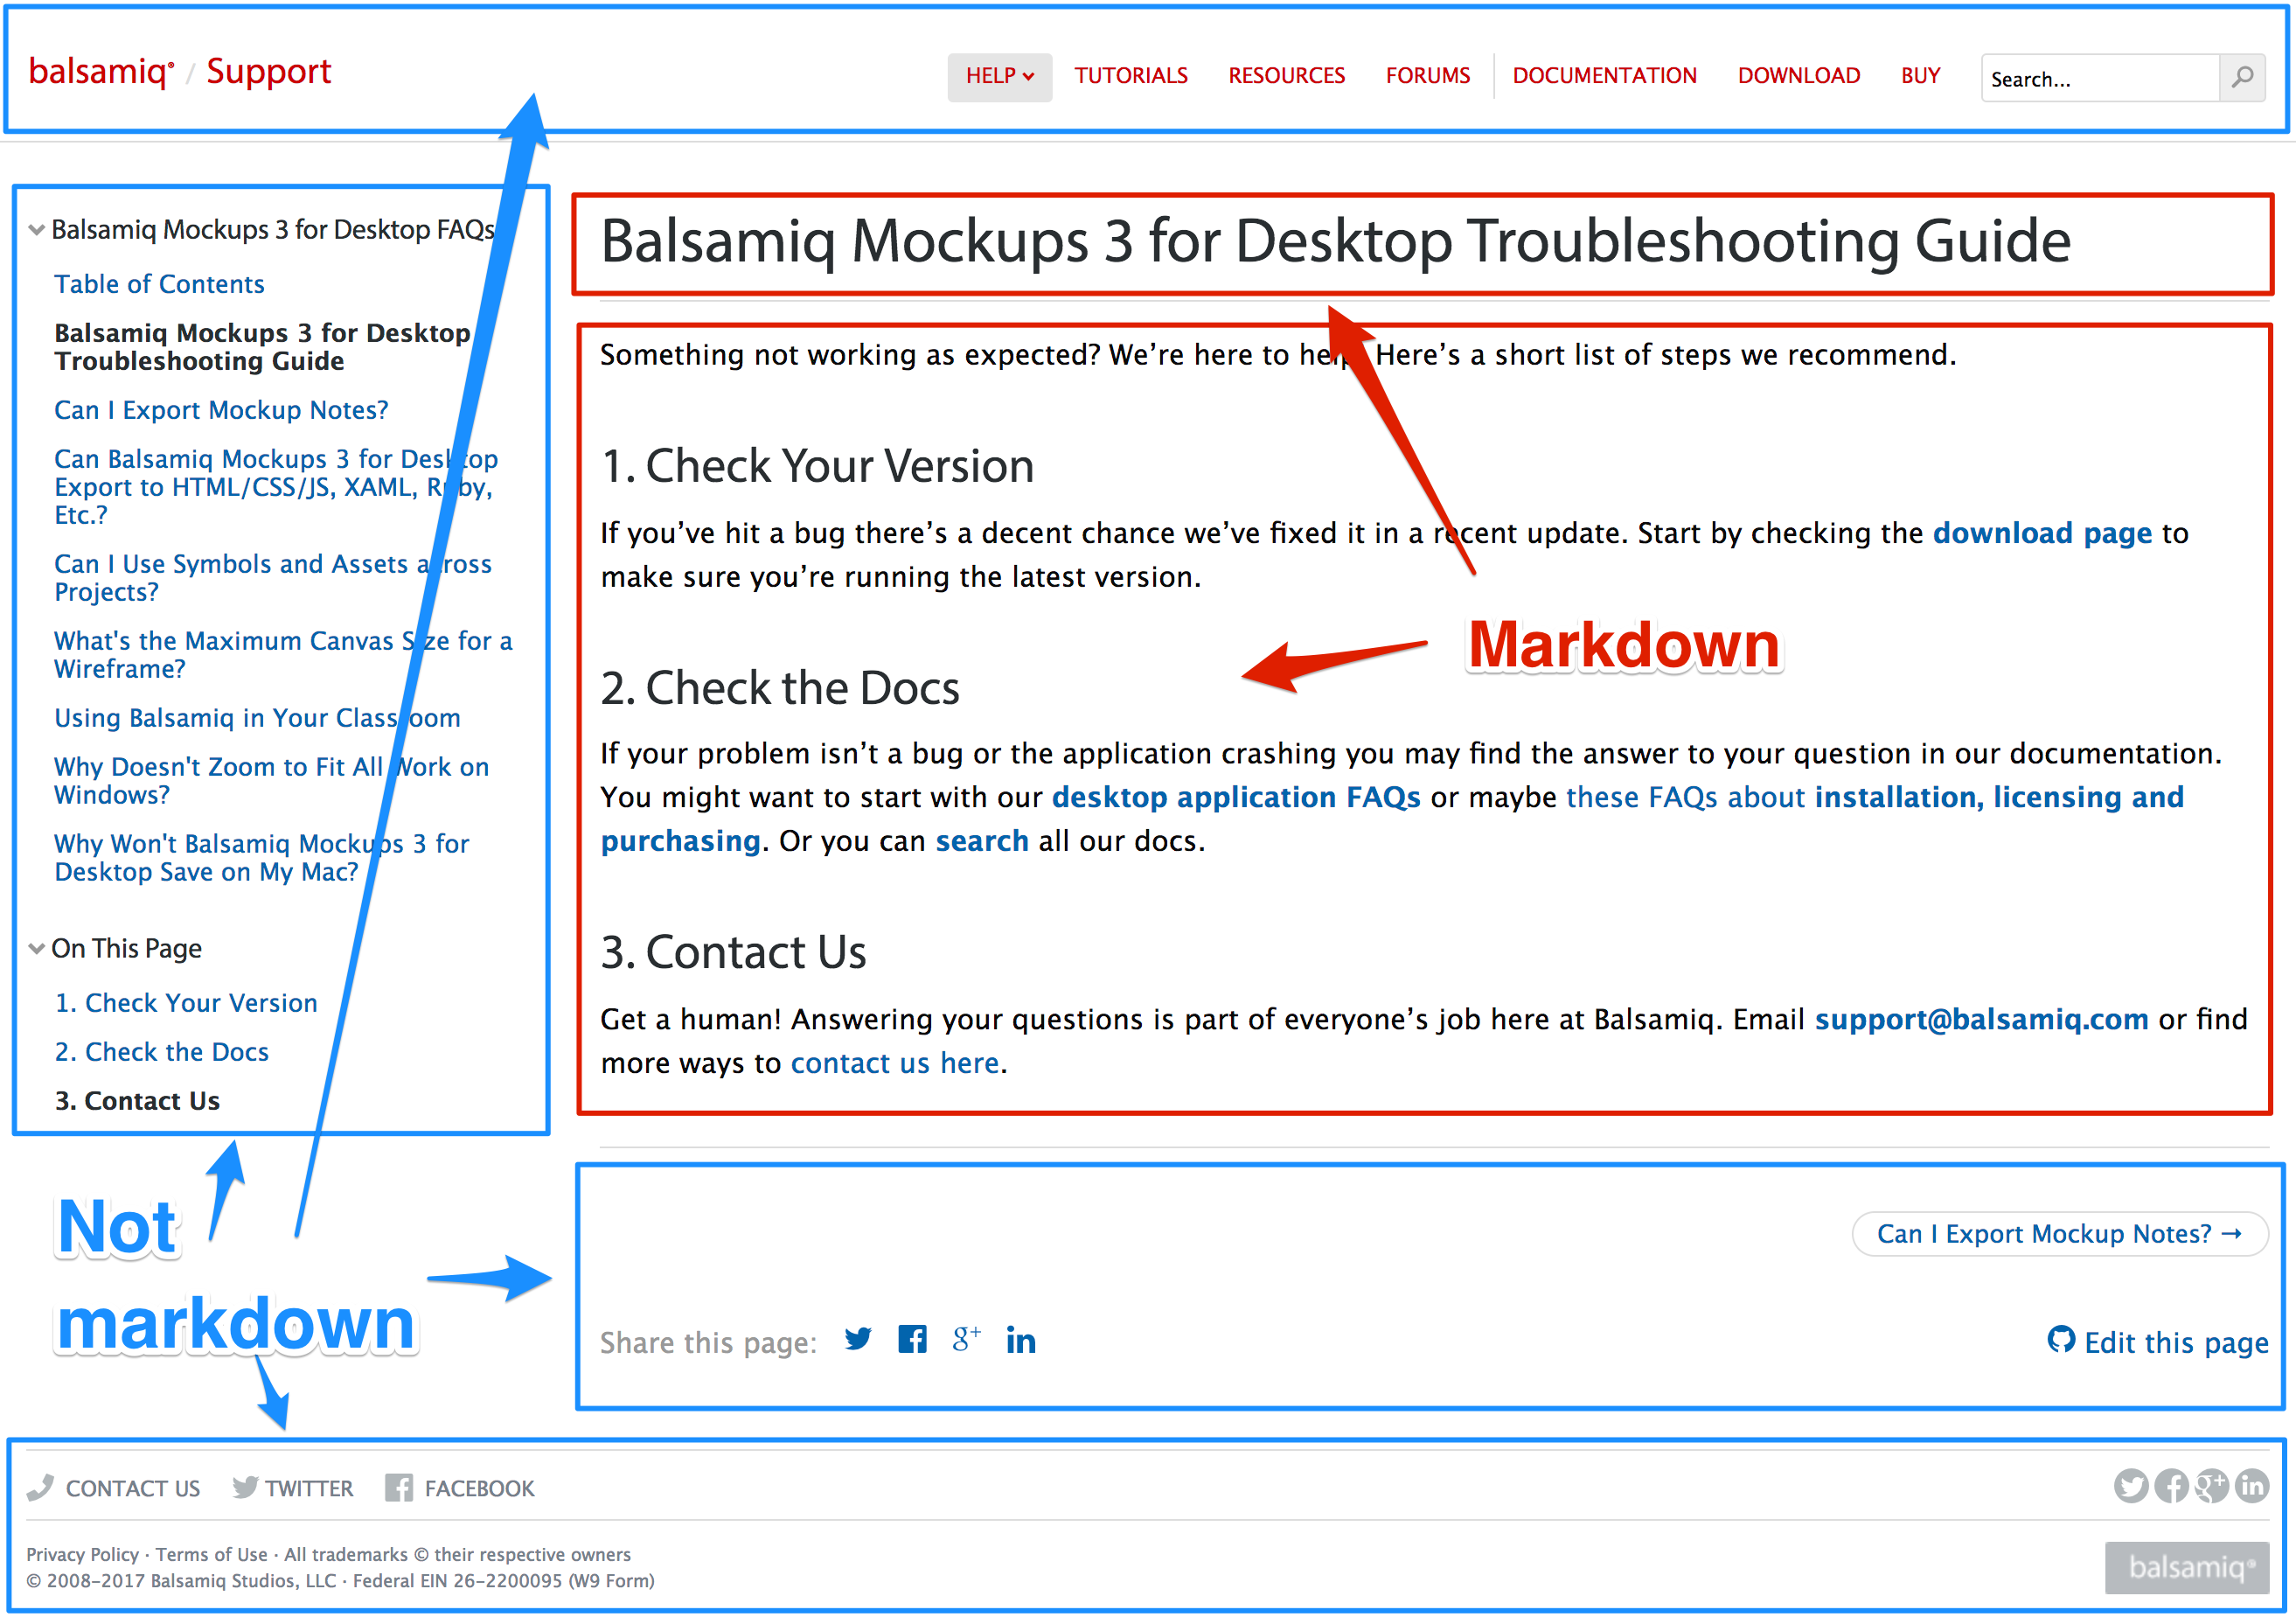 balsamiq® / Support
HELP TUTORIALS RESOURCES FORUMS DOCUMENTATION DOWNLOAD BUY Search...
Balsamiq Mockups 3 for Desktop FAQs
Table of Contents
Balsamiq Mockups 3 for Desktop
Troubleshooting Guide
Can I Export Mockup Notes?
Can Balsamiq Mockups 3 for Desktop
Export to HTML/CSS/JS, XAML, Ruby,
Etc.?
Can I Use Symbols and Assets across
Projects?
What's the Maximum Canvas Size for a
Wireframe?
Using Balsamiq in Your Classroom
Why Doesn't Zoom to Fit All Work on
Windows?
Why Won't Balsamiq Mockups 3 for
Desktop Save on My Mac?
On This Page
1. Check Your Version
2. Check the Docs
3. Contact Us
Balsamiq Mockups 3 for Desktop Troubleshooting Guide
Something not working as expected? We’re here to help. Here’s a short list of steps we recommend.
1. Check Your Version
If you’ve hit a bug there’s a decent chance we’ve fixed it in a recent update. Start by checking the download page to
make sure you’re running the latest version.
Markdown
2. Check the Docs
If your problem isn’t a bug or the application crashing you may find the answer to your question in our documentation.
You might want to start with our desktop application FAQs or maybe these FAQs about installation, licensing and
purchasing. Or you can search all our docs.
3. Contact Us
Get a human! Answering your questions is part of everyone’s job here at Balsamiq. Email support@balsamiq.com or find
more ways to contact us here.
Not
markdown
Can I Export Mockup Notes? →
Share this page: g+ in
Edit this page
CONTACT US TWITTER FACEBOOK
g+ in
Privacy Policy · Terms of Use · All trademarks © their respective owners
© 2008-2017 Balsamiq Studios, LLC · Federal EIN 26-2200095 (W9 Form)
balsamiq®